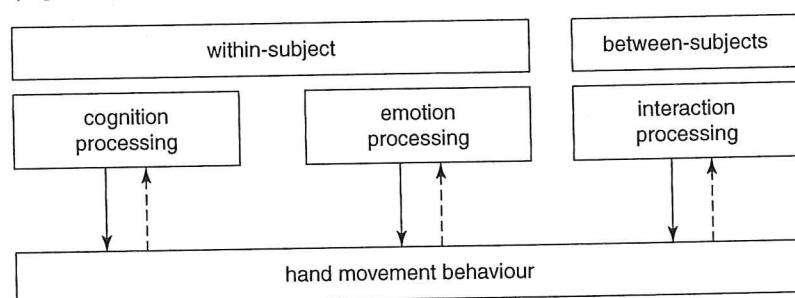 within-subject
between-subjects
cognition
processing
emotion
processing
interaction
processing
hand movement behaviour